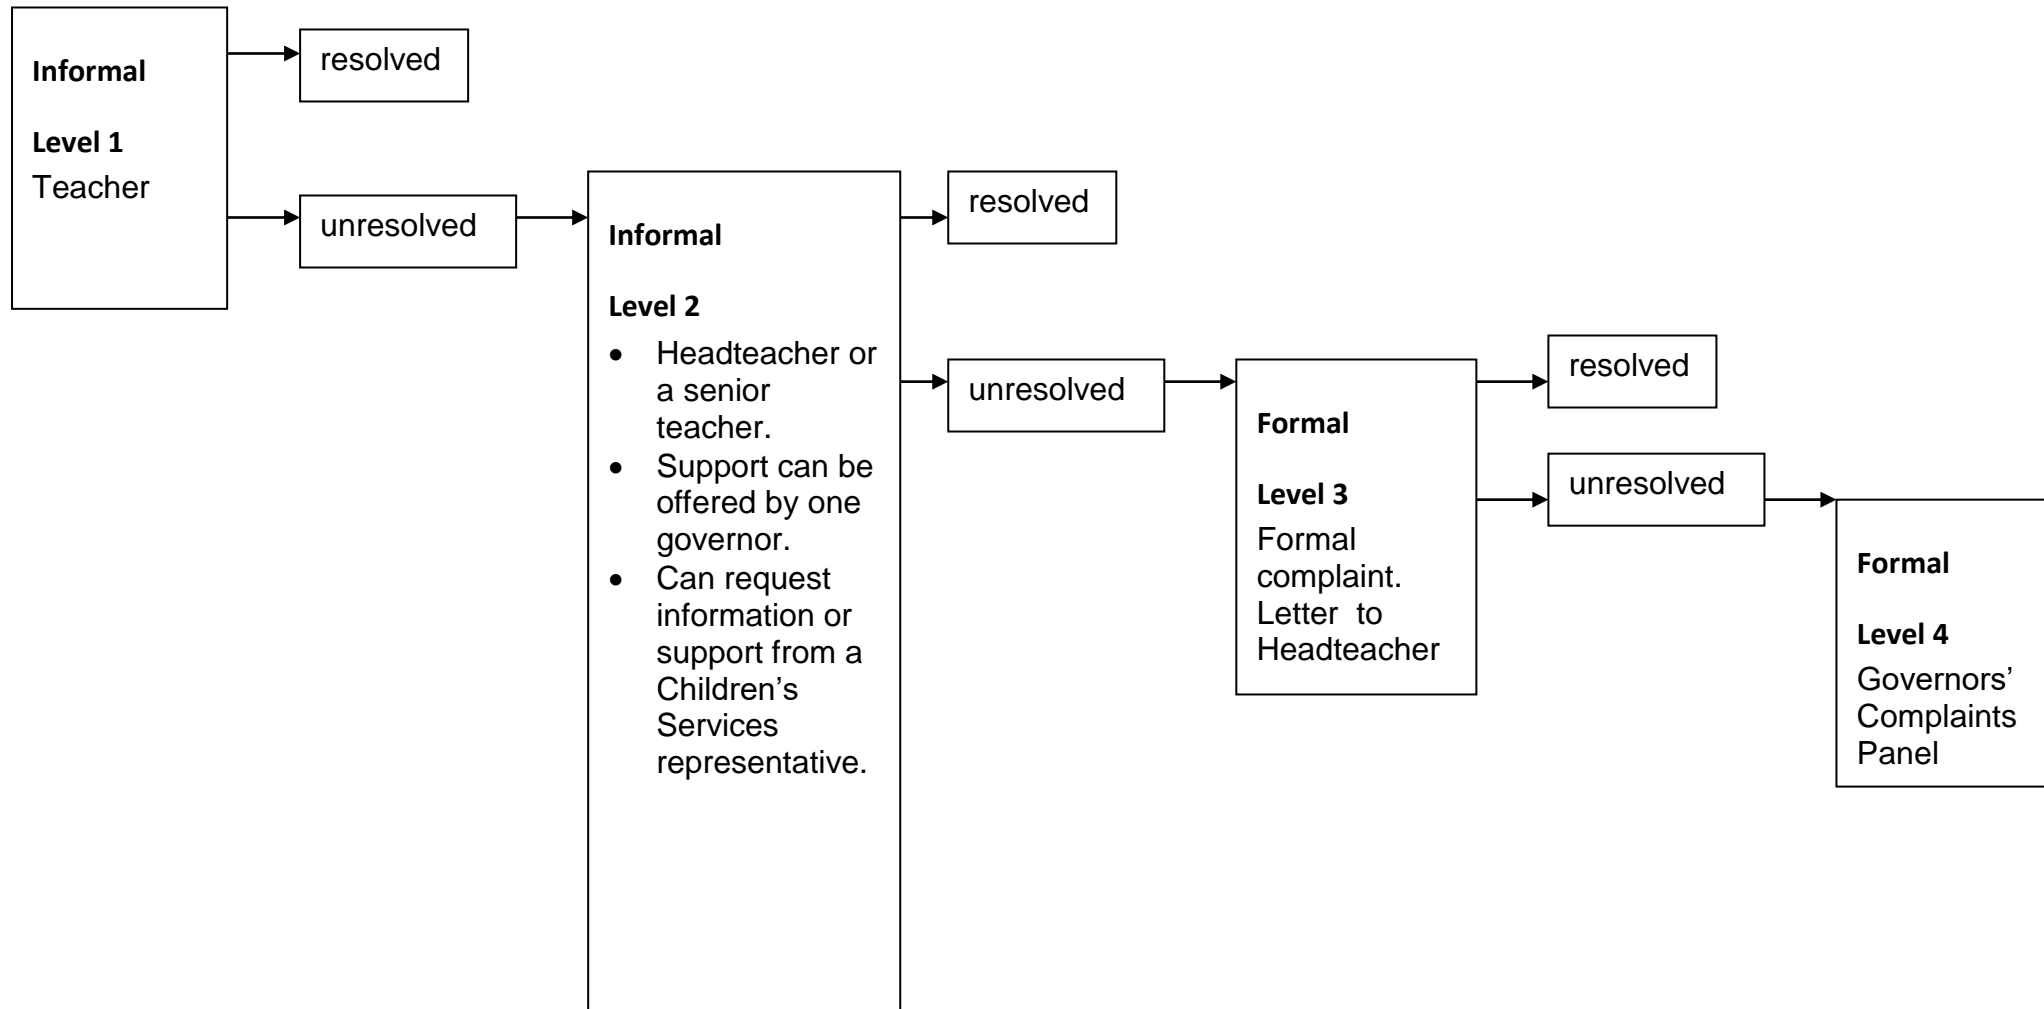 Informal
Level 1
Teacher
resolved
unresolved
Informal
Level 2
• Headteacher or
a senior
teacher.
• Support can be
offered by one
governor.
• Can request
information or
support from a
Children’s
Services
representative.
resolved
unresolved
Formal
Level 3
Formal
complaint.
Letter  to
Headteacher
resolved
unresolved
Formal
Level 4
Governors’
Complaints
Panel